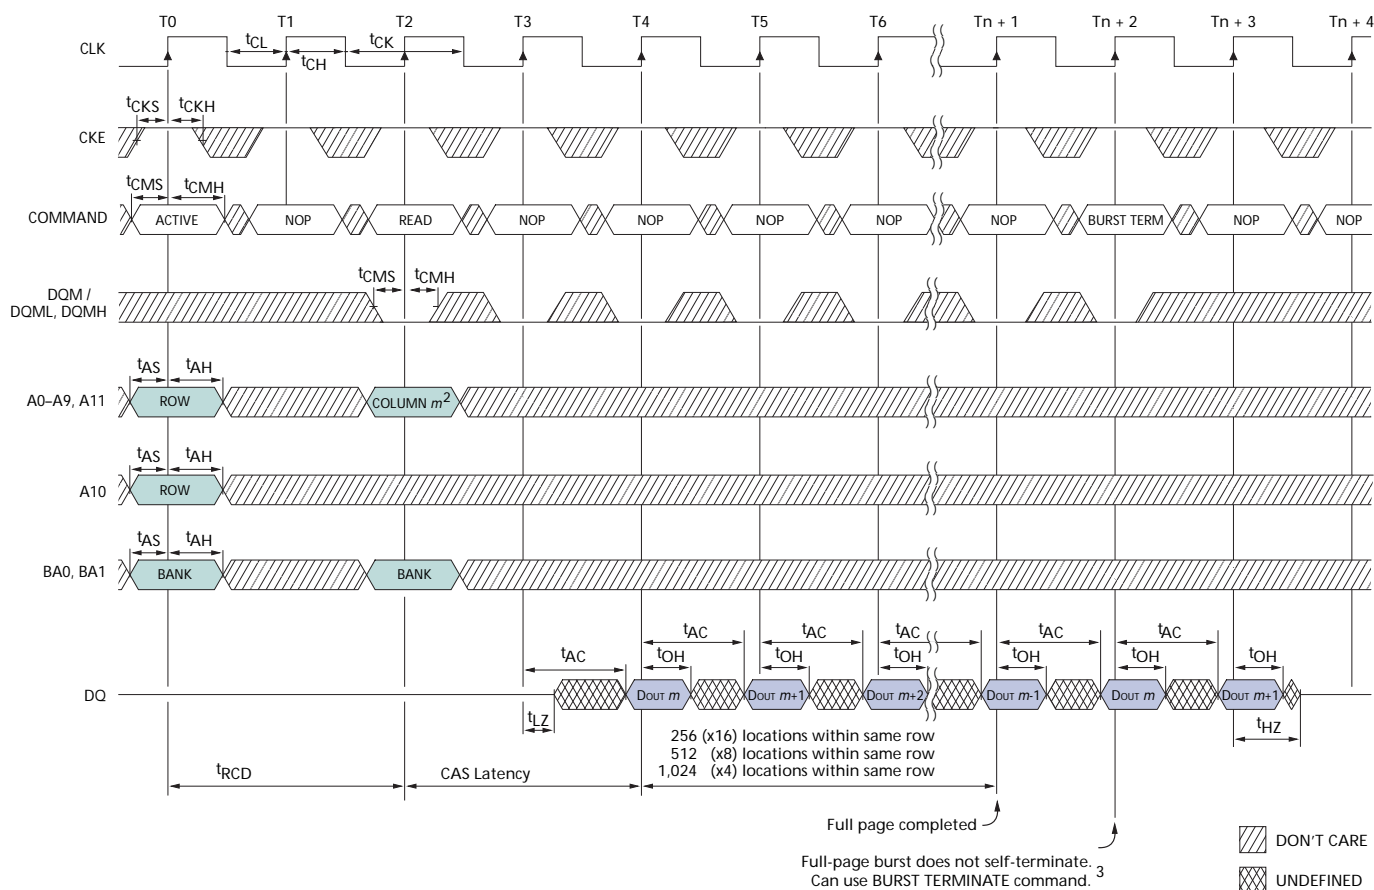 T0 T1 T2 T3 T4 T5 T6 Tn + 1 Tn + 2 Tn + 3 Tn + 4
CLK
tCL tCK
tCH
tCKS tCKH
CKE
tCMS tCMH
COMMAND ACTIVE NOP READ NOP NOP NOP NOP NOP BURST TERM NOP NOP
tCMS tCMH
DQM /
DQML, DQMH
tAS tAH
A0–A9, A11 ROW COLUMN m2
tAS tAH
A10 ROW
tAS tAH
BA0, BA1 BANK BANK
tAC tAC tAC tAC tAC
tAC tOH tOH tOH tOH tOH tOH
DQ DOUT m DOUT m+1 DOUT m+2 DOUT m-1 DOUT m DOUT m+1
tLZ tHZ
256 (x16) locations within same row
512 (x8) locations within same row
1,024 (x4) locations within same row
tRCD CAS Latency
Full page completed
Full-page burst does not self-terminate. 3
Can use BURST TERMINATE command.
DON'T CARE
UNDEFINED